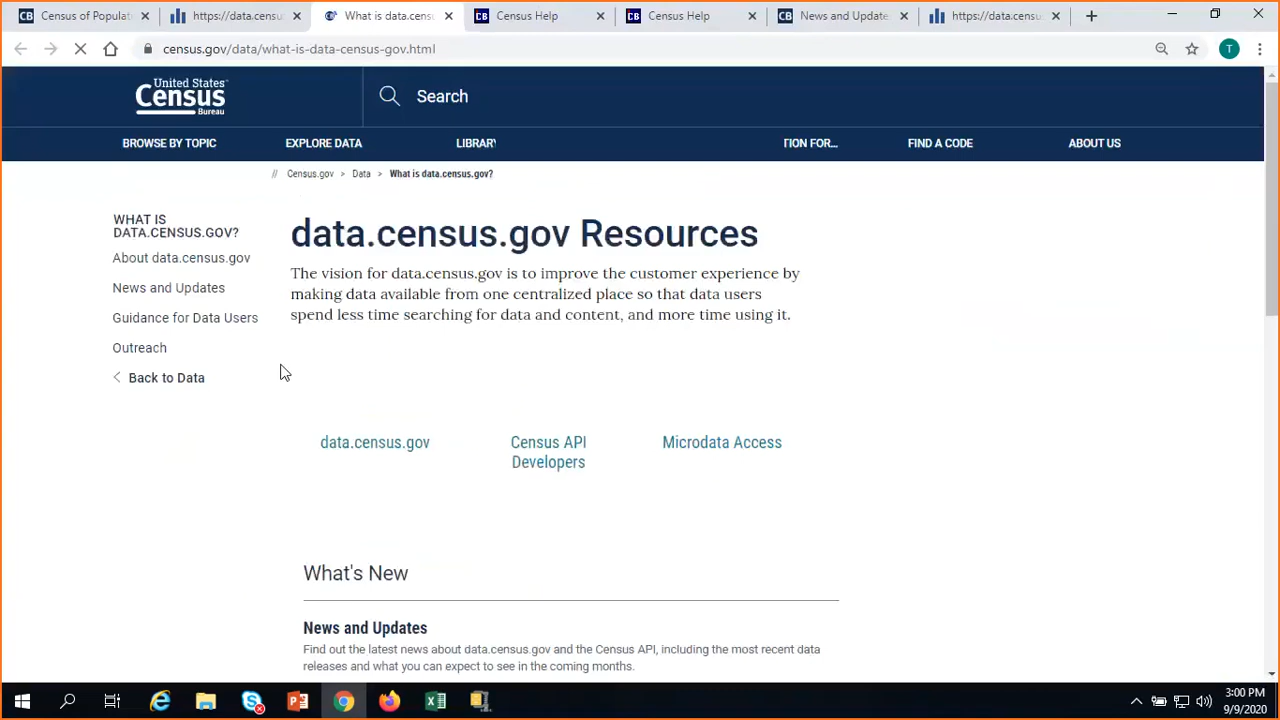 Census of Populat
https://data.censu
What is data.censu
Census Help
Census Help
News and Update
https://data.censu
census.gov/data/what-is-data-census-gov.html
T
United States
Census
Bureau
Search
BROWSE BY TOPIC
EXPLORE DATA
LIBRARY
TION FOR...
FIND A CODE
ABOUT US
// Census.gov > Data > What is data.census.gov?
WHAT IS
DATA.CENSUS.GOV?
About data.census.gov
News and Updates
Guidance for Data Users
Outreach
Back to Data
data.census.gov Resources
The vision for data.census.gov is to improve the customer experience by
making data available from one centralized place so that data users
spend less time searching for data and content, and more time using it.
data.census.gov
Census API
Developers
Microdata Access
What's New
News and Updates
Find out the latest news about data.census.gov and the Census API, including the most recent data
releases and what you can expect to see in the coming months.
3:00 PM
9/9/2020